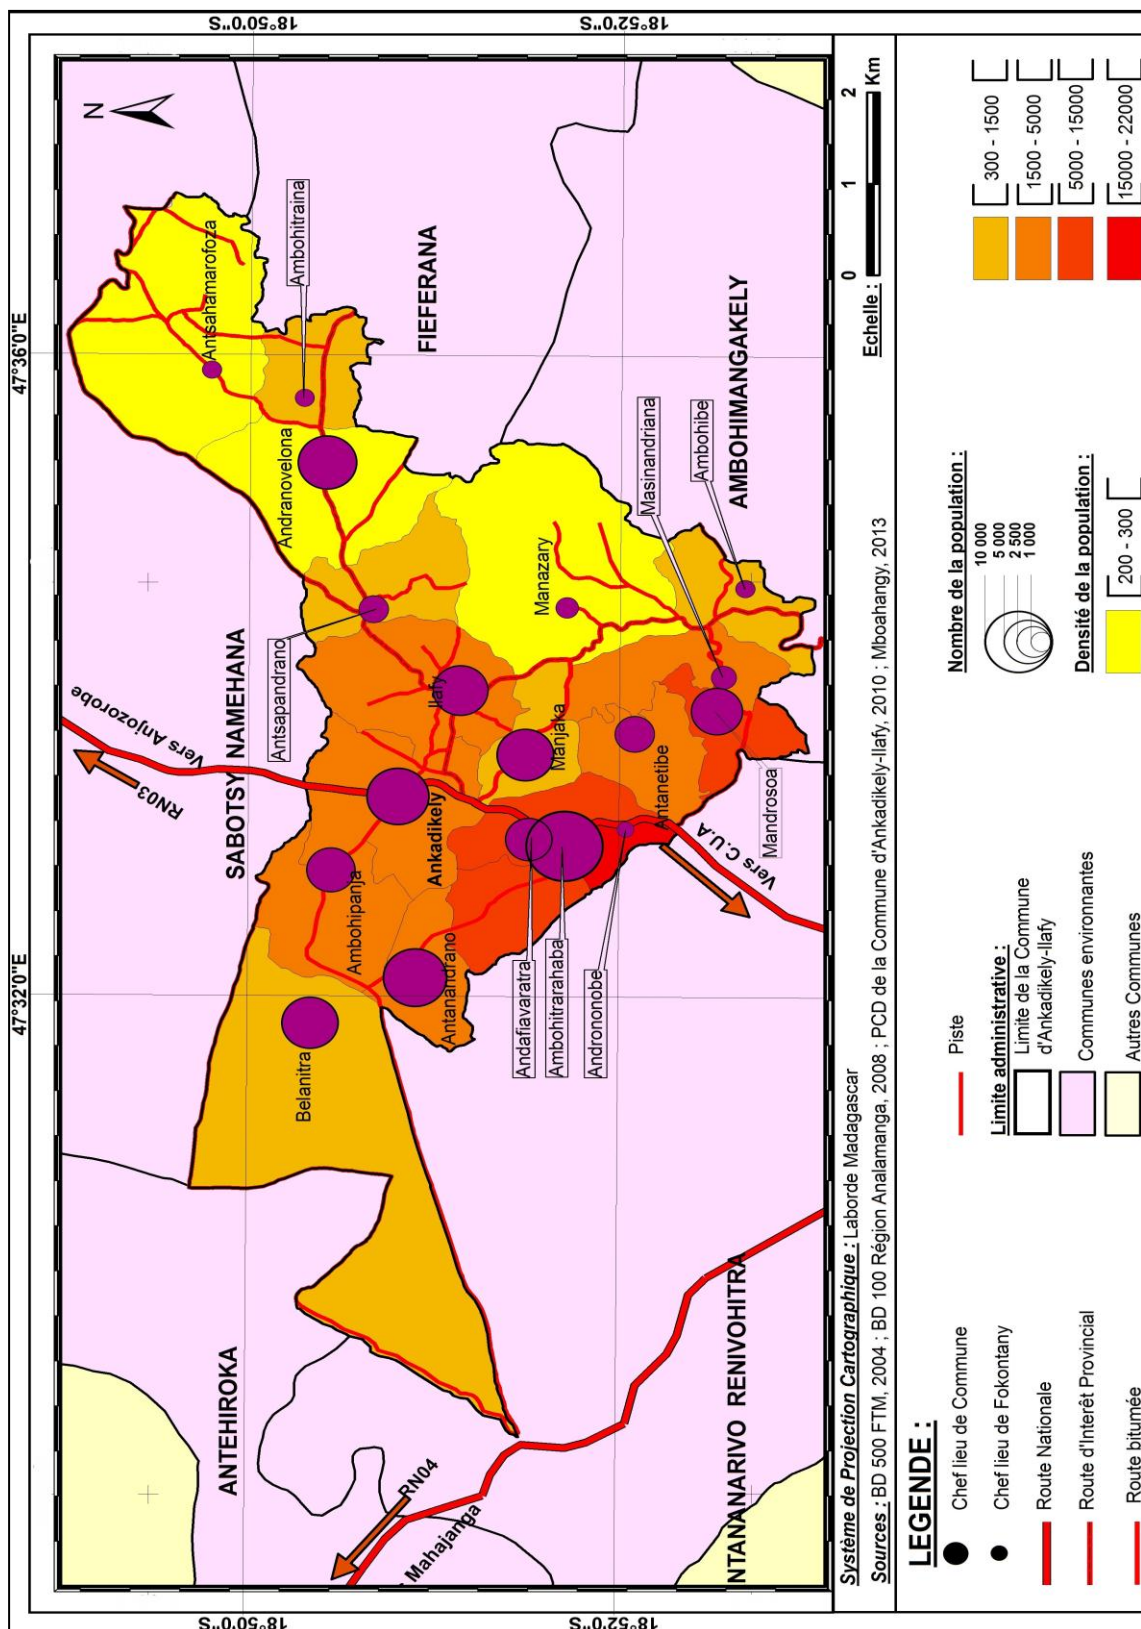 47°32'0"E
47°36'0"E
18°50'0"S
18°50'0"S
18°52'0"S
18°52'0"S
N
Vers Anjozorobe
RN03
SABOTSY NAMEHANA
ANTEHIROKA
FIEFERANA
AMBOHIMANGAKELY
NTANANARIVO RENIVOHITRA
RN04
Mahajanga
Vers C.U.A
Antsahamarofoza
Ambohitraina
Andranovelona
Antsapandrano
Manazary
Masinandriana
Ambohibe
Ilafy
Manjaka
Antanetibe
Mandrosoa
Ankadikely
Ambohipanja
Antanandrano
Belanitra
Andafiavaratra
Ambohitrarahaba
Andrononobe
Système de Projection Cartographique : Laborde Madagascar
Echelle : 0 1 2 Km
Sources : BD 500 FTM, 2004 ; BD 100 Région Analamanga, 2008 ; PCD de la Commune d'Ankadikely-Ilafy, 2010 ; Mboahangy, 2013
LEGENDE :
Chef lieu de Commune
Chef lieu de Fokontany
Route Nationale
Route d'Interêt Provincial
Route bitumée
Piste
Limite administrative :
Limite de la Commune
d'Ankadikely-Ilafy
Communes environnantes
Autres Communes
Nombre de la population :
10 000
5 000
2 500
1 000
Densité de la population :
[ 200 - 300 [
[ 300 - 1500 [
[ 1500 - 5000 [
[ 5000 - 15000 [
[ 15000 - 22000 [